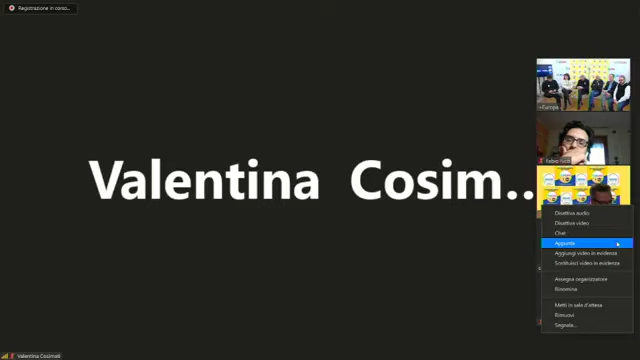 Registrazione in corso...
+Europa
Valentina Cosim...
Disattiva audio
Disattiva video
Chat
Appunta
Aggiungi video in evidenza
Sostituisci video in evidenza
Assegna organizzatore
Rinomina
Metti in sala d'attesa
Rimuovi
Segnala...
Valentina Cosimati